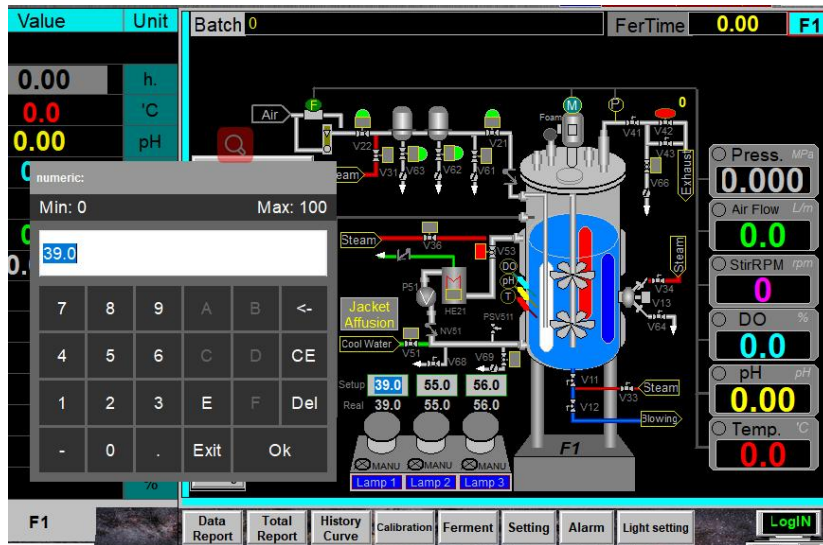 Value Unit Batch 0 FerTime 0.00 F1
0.00 h.
0.0 'C
0.00 pH
numeric:
Min: 0 Max: 100
39.0
7 8 9 A B <-
4 5 6 C D CE
1 2 3 E F Del
- 0 . Exit Ok
%
F1
Air
F
Foam
M
P
0
V22
V21
V41
V42
V43
V31
V63
V62
V61
V66
Exhaust
Steam
V36
V53
DO
pH
T
P51
HE21
Jacket
Affusion
NV51
PSV511
Cool Water
V51
V68
V69
Steam
V34
V13
V64
Setup 39.0 55.0 56.0
Real 39.0 55.0 56.0
V11
V12
V33
Steam
Blowing
MANU MANU MANU
Lamp 1 Lamp 2 Lamp 3
F1
Press. MPa
0.000
Air Flow L/m
0.0
StirRPM rpm
0
DO %
0.0
pH pH
0.00
Temp. 'C
0.0
Data Report
Total Report
History Curve
Calibration
Ferment
Setting
Alarm
Light setting
LogIN